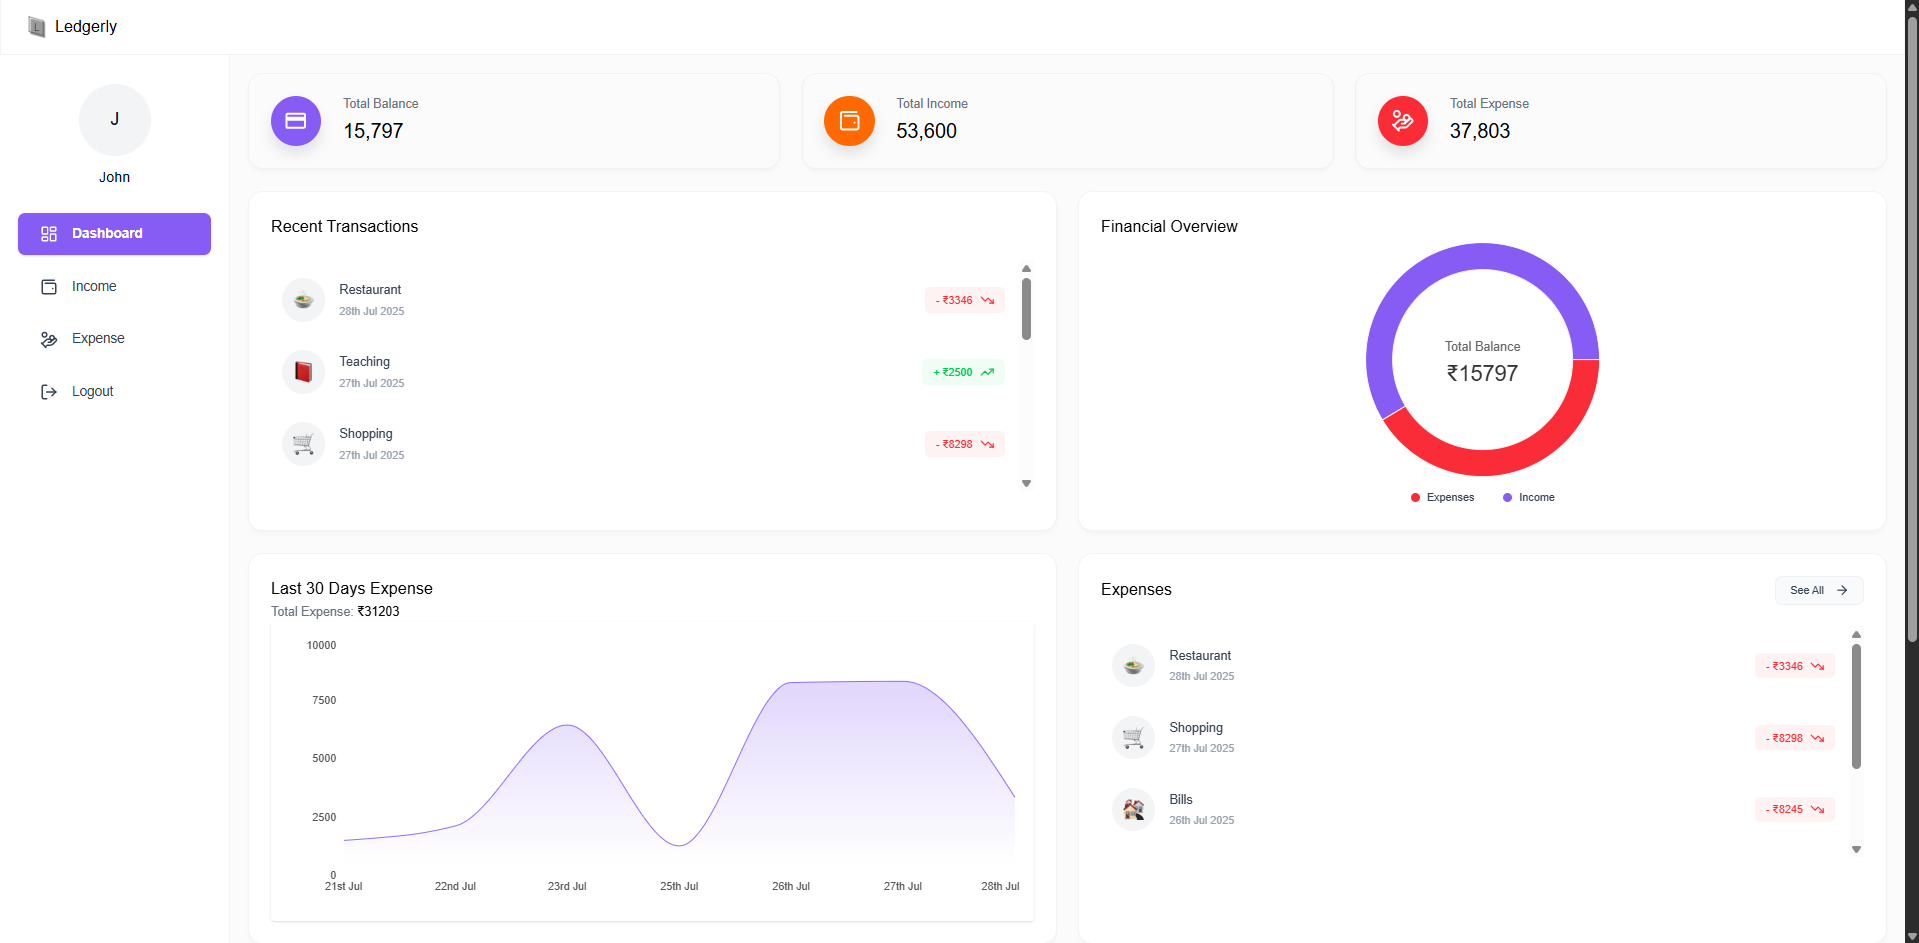 Ledgerly
J
John
Dashboard
Income
Expense
Logout
Total Balance
15,797
Total Income
53,600
Total Expense
37,803
Recent Transactions
Restaurant
28th Jul 2025
- ₹3346
Teaching
27th Jul 2025
+ ₹2500
Shopping
27th Jul 2025
- ₹8298
Financial Overview
Total Balance
₹15797
Expenses
Income
Last 30 Days Expense
Total Expense: ₹31203
10000
7500
5000
2500
0
21st Jul
22nd Jul
23rd Jul
25th Jul
26th Jul
27th Jul
28th Jul
Expenses
See All
Restaurant
28th Jul 2025
- ₹3346
Shopping
27th Jul 2025
- ₹8298
Bills
26th Jul 2025
- ₹8245